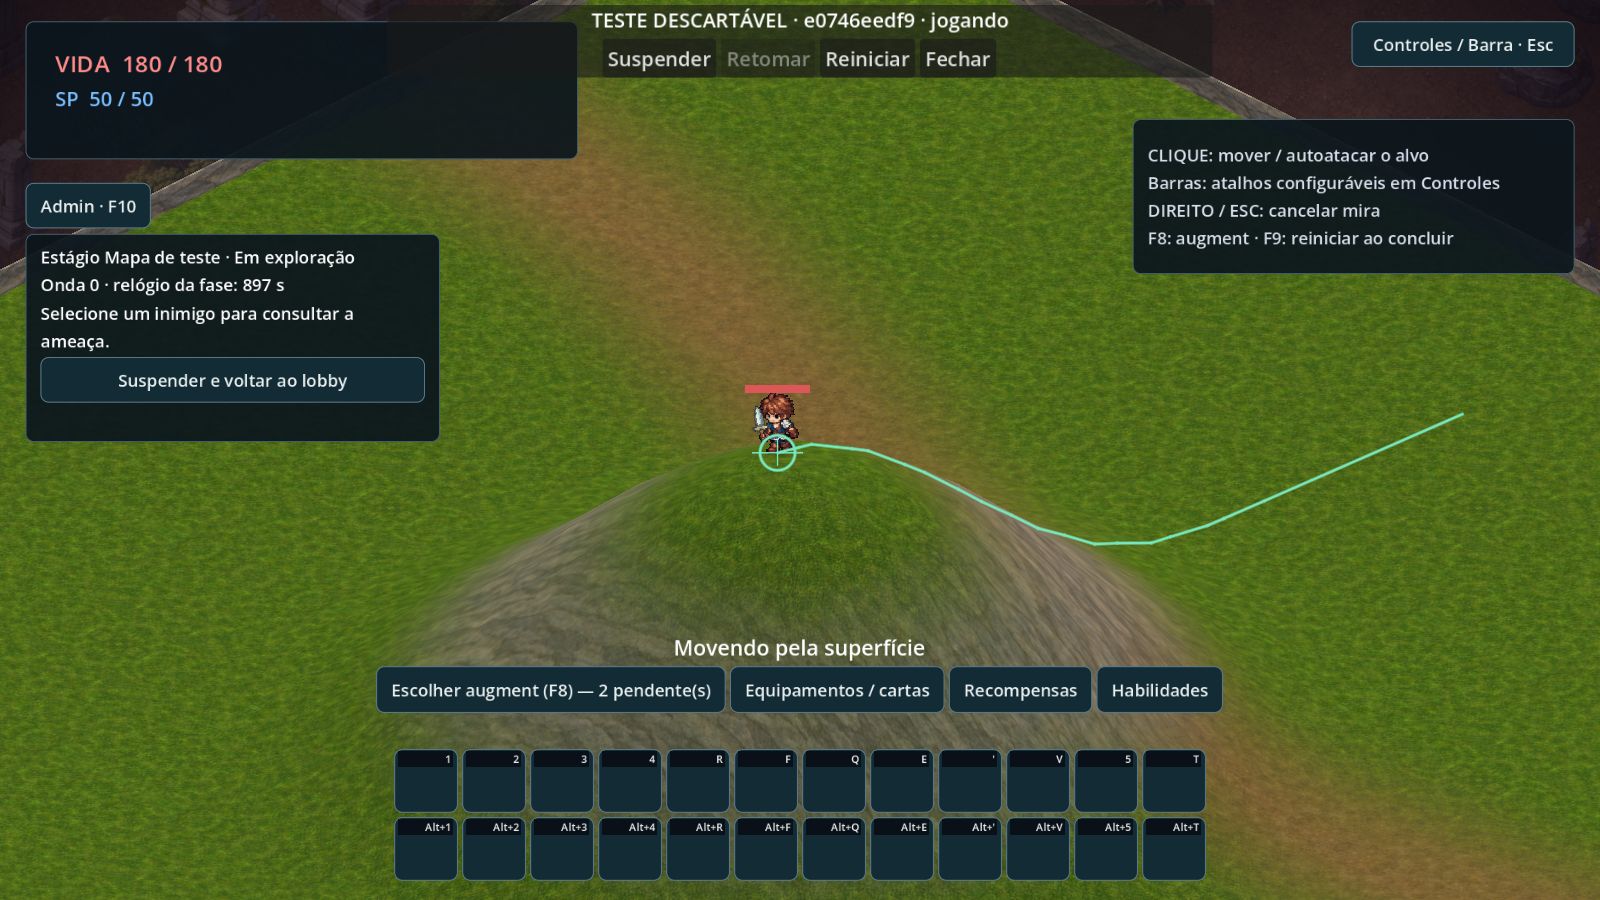 TESTE DESCARTÁVEL · e0746eedf9 · jogando
Suspender Retomar Reiniciar Fechar
VIDA 180 / 180
SP 50 / 50
Controles / Barra · Esc
CLIQUE: mover / autoatacar o alvo
Barras: atalhos configuráveis em Controles
DIREITO / ESC: cancelar mira
F8: augment · F9: reiniciar ao concluir
Admin · F10
Estágio Mapa de teste · Em exploração
Onda 0 · relógio da fase: 897 s
Selecione um inimigo para consultar a
ameaça.
Suspender e voltar ao lobby
Movendo pela superfície
Escolher augment (F8) — 2 pendente(s) Equipamentos / cartas Recompensas Habilidades
1 2 3 4 R F Q E ' V 5 T
Alt+1 Alt+2 Alt+3 Alt+4 Alt+R Alt+F Alt+Q Alt+E Alt+' Alt+V Alt+5 Alt+T